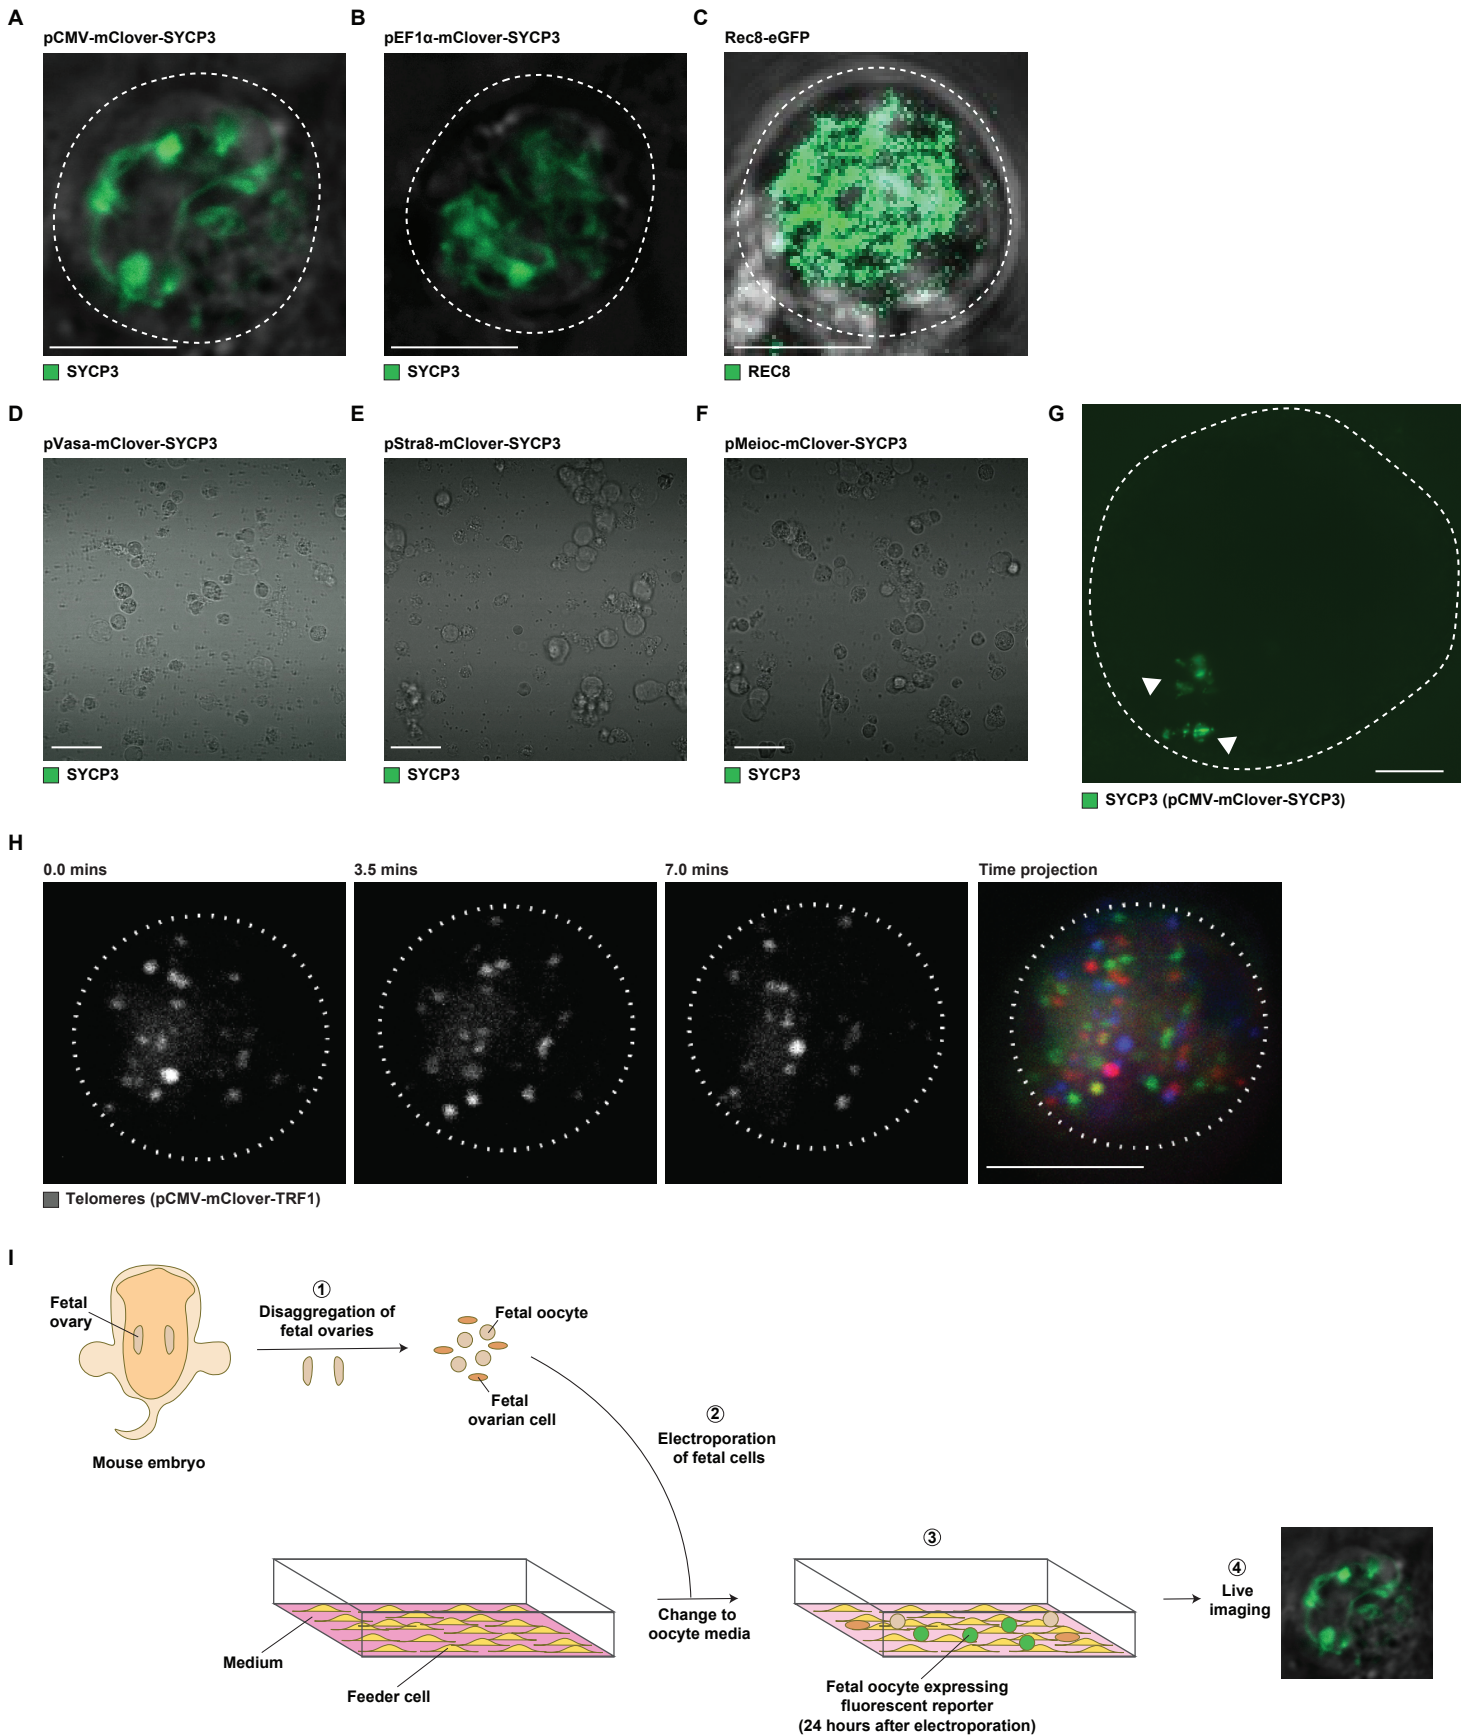 A
pCMV-mClover-SYCP3
SYCP3
B
pEF1α-mClover-SYCP3
SYCP3
C
Rec8-eGFP
REC8
D
pVasa-mClover-SYCP3
SYCP3
E
pStra8-mClover-SYCP3
SYCP3
F
pMeioc-mClover-SYCP3
SYCP3
G
SYCP3 (pCMV-mClover-SYCP3)
H
0.0 mins
3.5 mins
7.0 mins
Time projection
Telomeres (pCMV-mClover-TRF1)
I
Fetal
ovary
Mouse embryo
1
Disaggregation of
fetal ovaries
Fetal oocyte
Fetal
ovarian cell
2
Electroporation
of fetal cells
Medium
Feeder cell
Change to
oocyte media
3
Fetal oocyte expressing
fluorescent reporter
(24 hours after electroporation)
4
Live
imaging